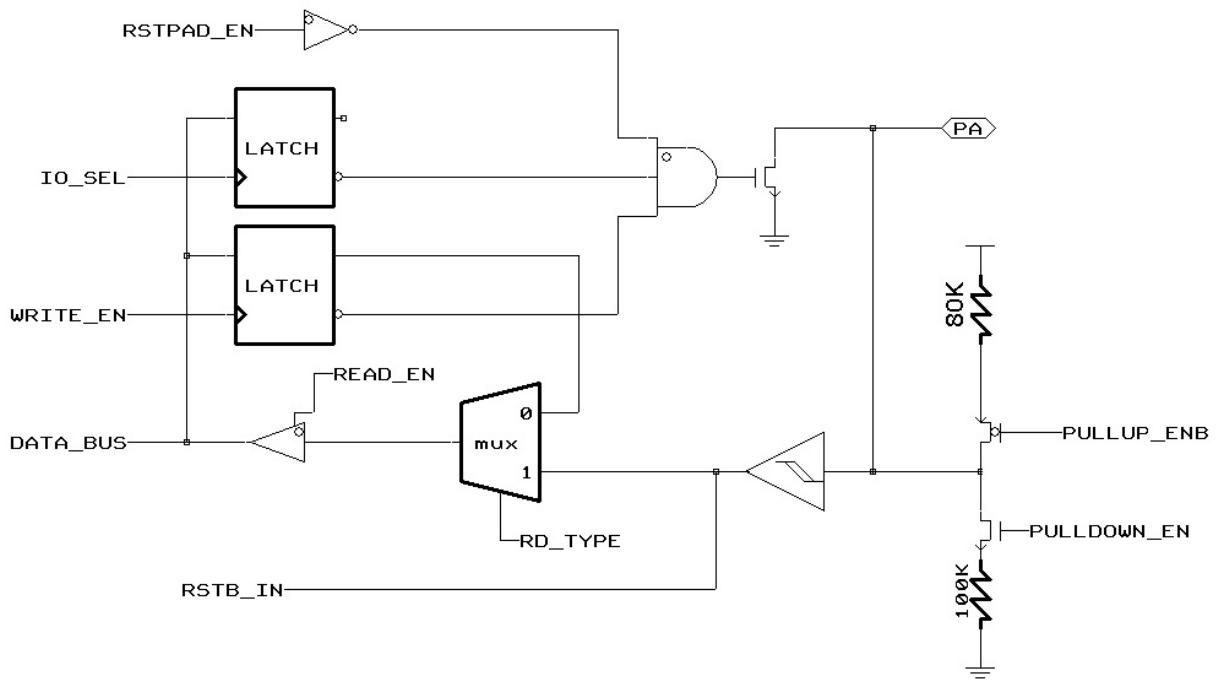 RSTPAD_EN
LATCH
PA
IO_SEL
LATCH
WRITE_EN
80K
READ_EN
0
DATA_BUS
mux
PULLUP_ENB
1
RD_TYPE
PULLDOWN_EN
RSTB_IN
100K